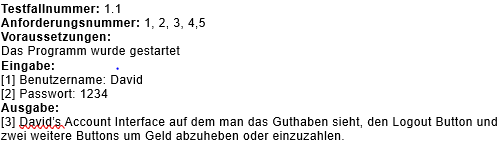 Testfallnummer: 1.1
Anforderungsnummer: 1, 2, 3, 4,5
Voraussetzungen:
Das Programm wurde gestartet
Eingabe:
[1] Benutzername: David
[2] Passwort: 1234
Ausgabe:
[3] David's Account Interface auf dem man das Guthaben sieht, den Logout Button und
zwei weitere Buttons um Geld abzuheben oder einzuzahlen.